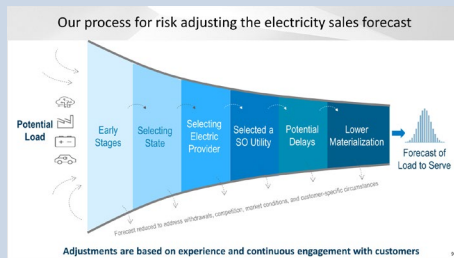 Our process for risk adjusting the electricity sales forecast
Potential
Load
Early
Stages
Selecting
State
Selecting
Electric
Provider
Selected a
SO Utility
Potential
Delays
Lower
Materialization
Forecast of
Load to Serve
Forecast reduced to address withdrawals, competition, market conditions, and customer-specific circumstances
Adjustments are based on experience and continuous engagement with customers